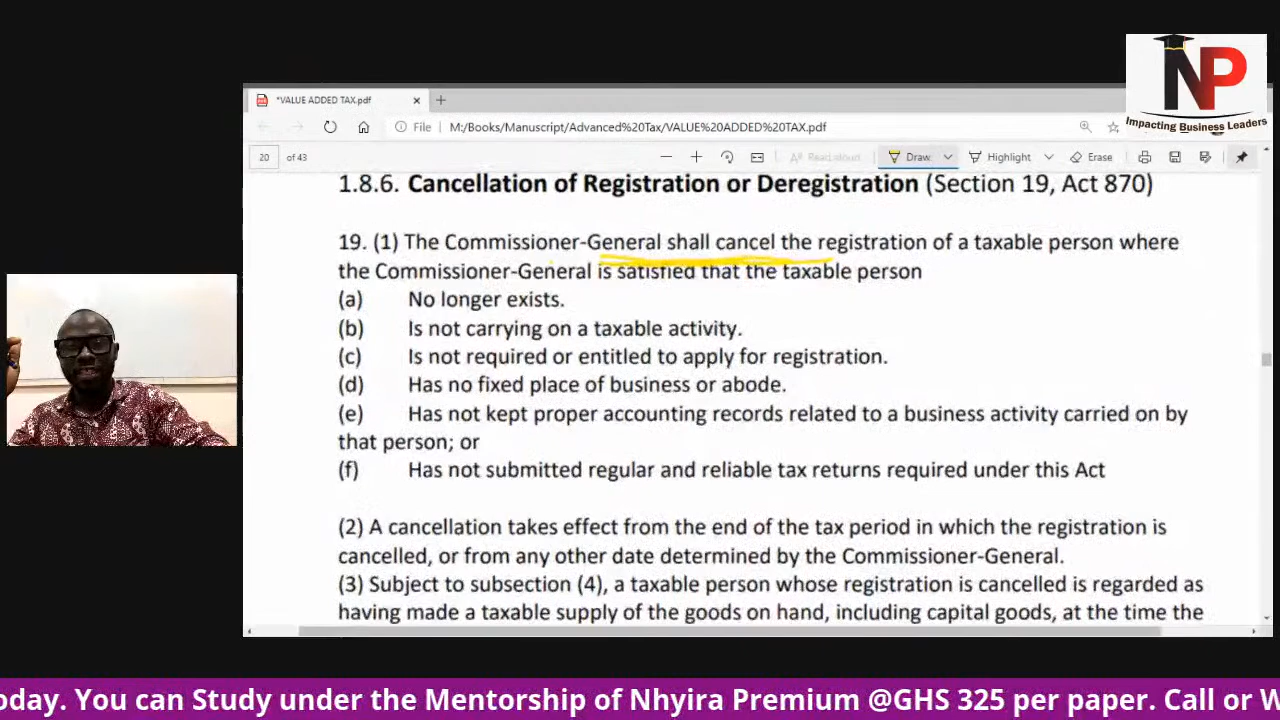 NP
Impacting Business Leaders
*VALUE ADDED TAX.pdf
File M:/Books/Manuscript/Advanced%20Tax/VALUE%20ADDED%20TAX.pdf
20 of 43 Read aloud Draw Highlight Erase
1.8.6. Cancellation of Registration or Deregistration (Section 19, Act 870)
19. (1) The Commissioner-General shall cancel the registration of a taxable person where
the Commissioner-General is satisfied that the taxable person
(a) No longer exists.
(b) Is not carrying on a taxable activity.
(c) Is not required or entitled to apply for registration.
(d) Has no fixed place of business or abode.
(e) Has not kept proper accounting records related to a business activity carried on by
that person; or
(f) Has not submitted regular and reliable tax returns required under this Act
(2) A cancellation takes effect from the end of the tax period in which the registration is
cancelled, or from any other date determined by the Commissioner-General.
(3) Subject to subsection (4), a taxable person whose registration is cancelled is regarded as
having made a taxable supply of the goods on hand, including capital goods, at the time the
oday. You can Study under the Mentorship of Nhyira Premium @GHS 325 per paper. Call or W